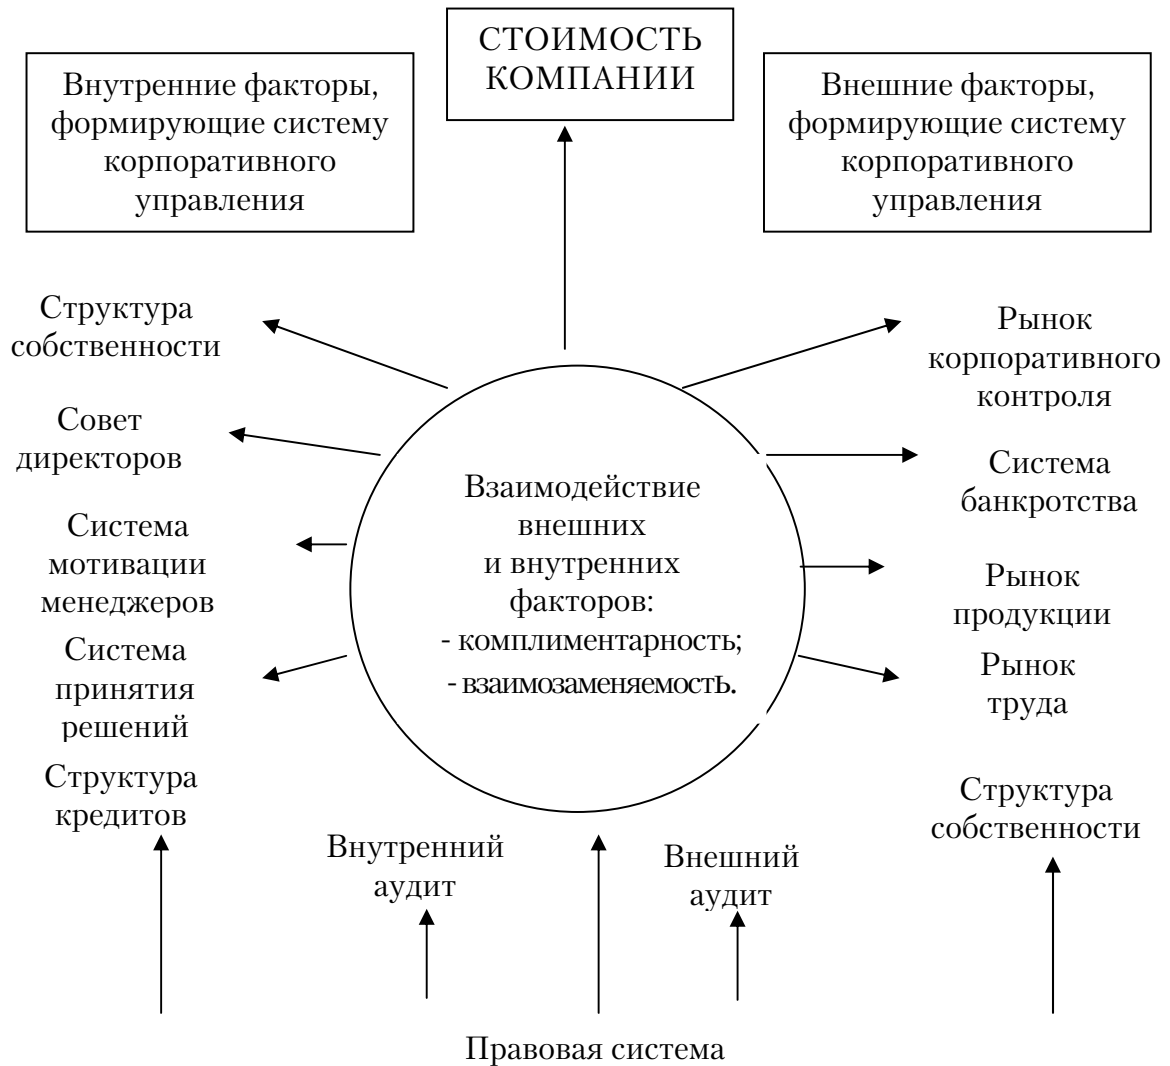 СТОИМОСТЬ
КОМПАНИИ
Внутренние факторы,
формирующие систему
корпоративного
управления
Внешние факторы,
формирующие систему
корпоративного
управления
Структура
собственности
Совет
директоров
Система
мотивации
менеджеров
Система
принятия
решений
Структура
кредитов
Взаимодействие
внешних
и внутренних
факторов:
- комплиментарность;
- взаимозаменяемость.
Рынок
корпоративного
контроля
Система
банкротства
Рынок
продукции
Рынок
труда
Структура
собственности
Внутренний
аудит
Внешний
аудит
Правовая система